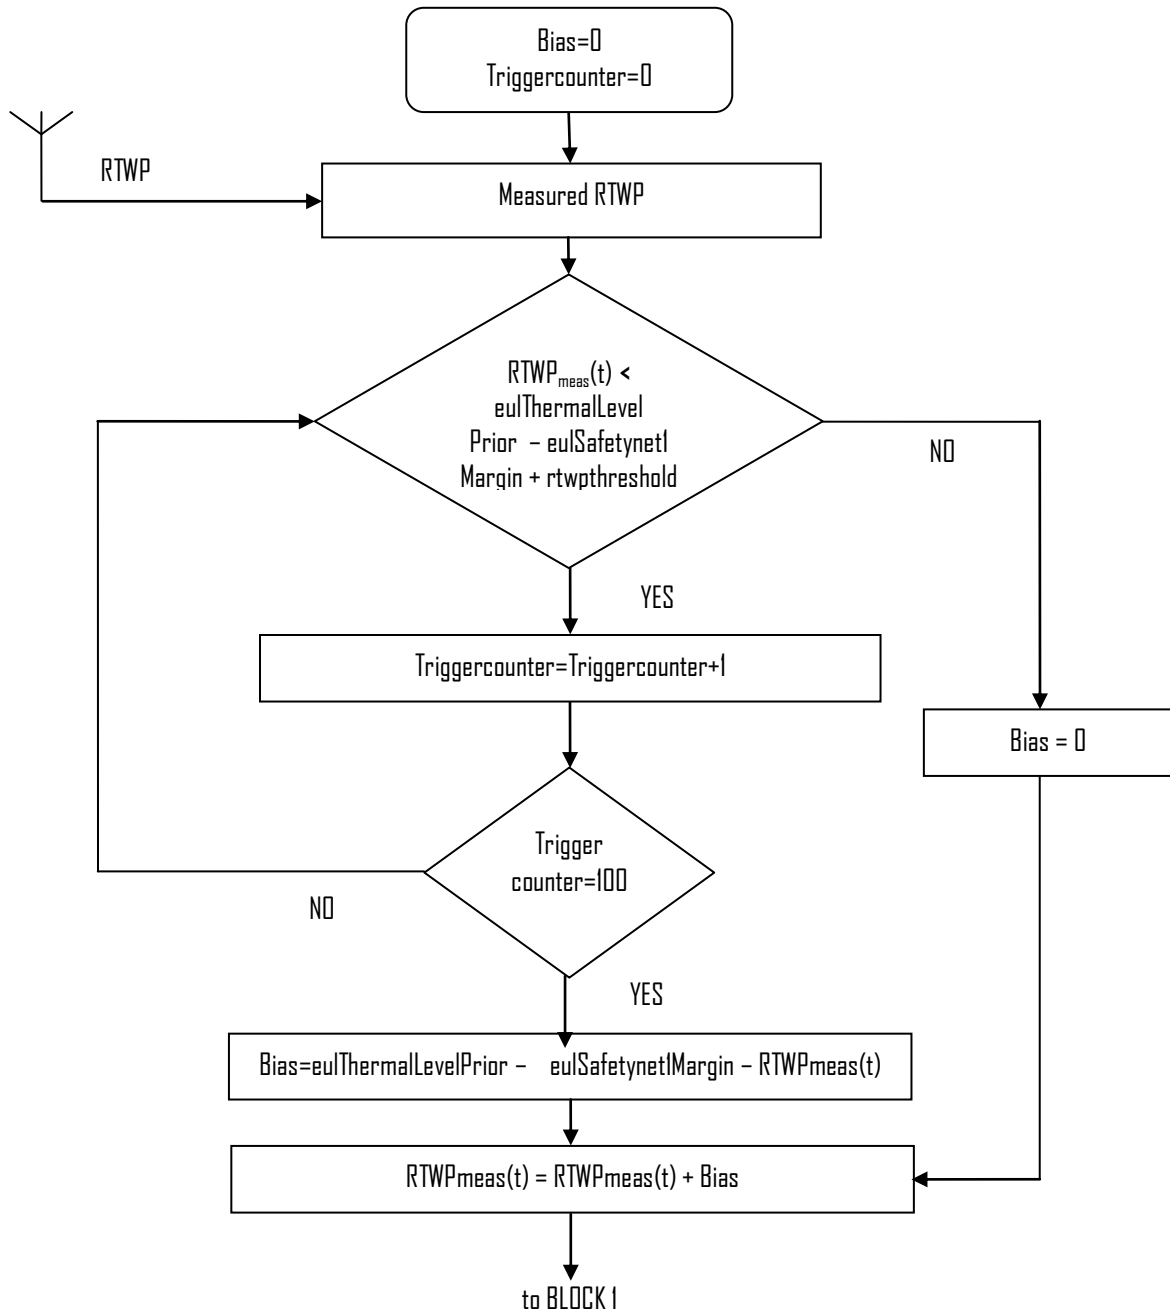 Bias=0
Triggercounter=0
RTWP
Measured RTWP
RTWPmeas(t) <
eulThermalLevel
Prior – eulSafetynet1
Margin + rtwpthreshold
NO
YES
Triggercounter=Triggercounter+1
Bias = 0
Trigger
counter=100
NO
YES
Bias=eulThermalLevelPrior – eulSafetynet1Margin – RTWPmeas(t)
RTWPmeas(t) = RTWPmeas(t) + Bias
to BLOCK 1